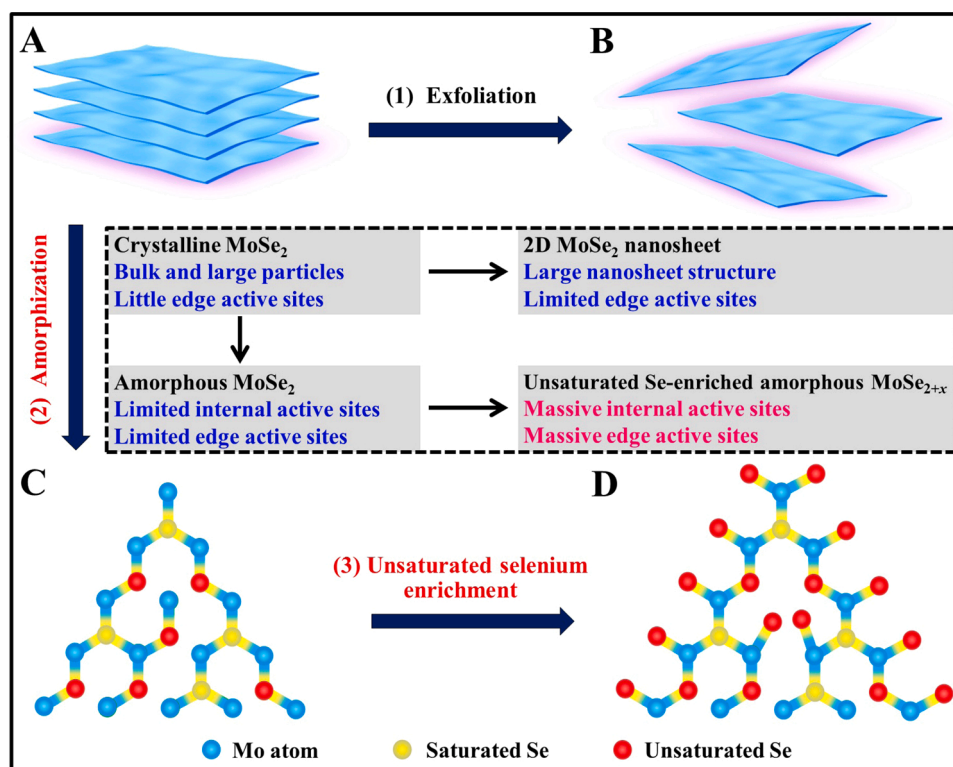 A
B
(1) Exfoliation
(2) Amorphization
Crystalline MoSe₂
Bulk and large particles
Little edge active sites
2D MoSe₂ nanosheet
Large nanosheet structure
Limited edge active sites
Amorphous MoSe₂
Limited internal active sites
Limited edge active sites
Unsaturated Se-enriched amorphous MoSe₂₊ₓ
Massive internal active sites
Massive edge active sites
C
D
(3) Unsaturated selenium
enrichment
Mo atom
Saturated Se
Unsaturated Se